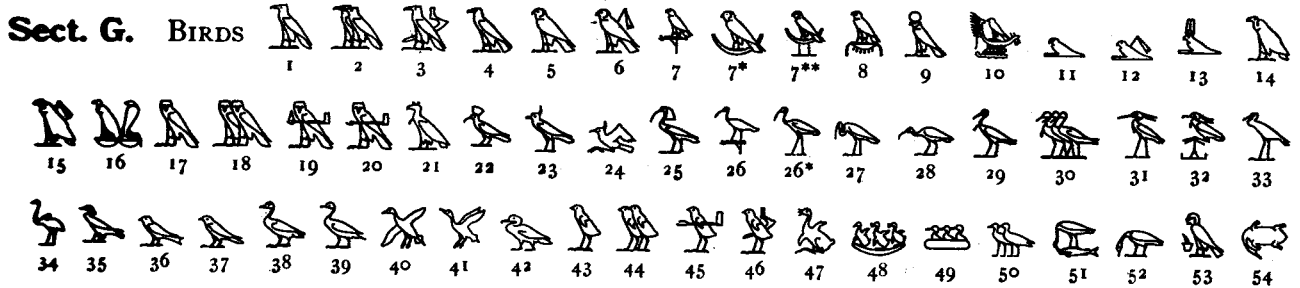 Sect. G. BIRDS
1 2 3 4 5 6 7 7* 7** 8 9 10 11 12 13 14
15 16 17 18 19 20 21 22 23 24 25 26 26* 27 28 29 30 31 32 33
34 35 36 37 38 39 40 41 42 43 44 45 46 47 48 49 50 51 52 53 54